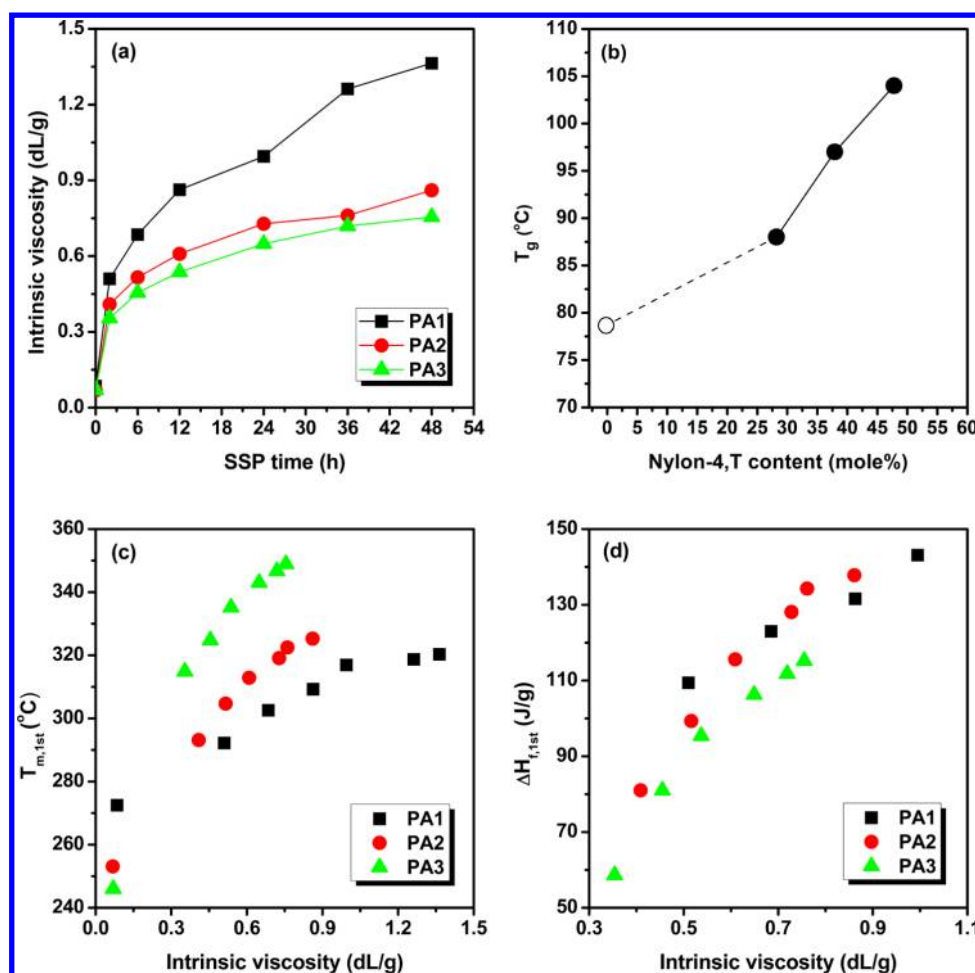 (a)
Intrinsic viscosity (dL/g)
1.5
1.2
0.9
0.6
0.3
0.0
PA1
PA2
PA3
0 6 12 18 24 30 36 42 48 54
SSP time (h)
(b)
Tg (°C)
110
105
100
95
90
85
80
75
70
0 5 10 15 20 25 30 35 40 45 50 55 60
Nylon-4,T content (mole%)
(c)
Tm,1st (°C)
360
340
320
300
280
260
240
PA1
PA2
PA3
0.0 0.3 0.6 0.9 1.2 1.5
Intrinsic viscosity (dL/g)
(d)
ΔHf,1st (J/g)
150
130
110
90
70
50
PA1
PA2
PA3
0.3 0.5 0.7 0.9 1.1
Intrinsic viscosity (dL/g)